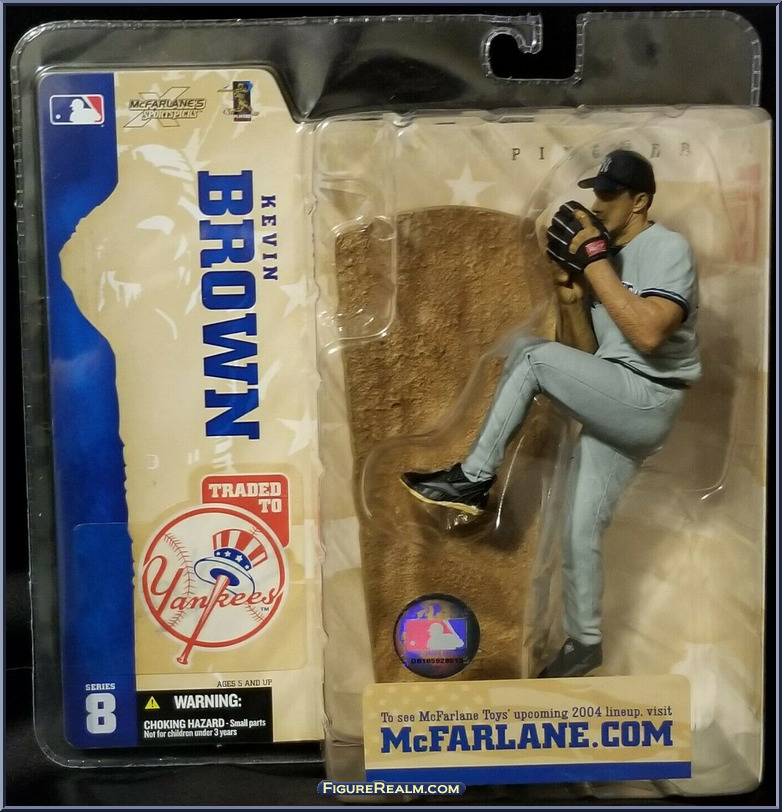 McFARLANE'S
SPORTSPICKS
PITCHER
KEVIN
BROWN
TRADED
TO
Yankees
TM
AGES 5 AND UP
SERIES
8
WARNING:
CHOKING HAZARD - Small parts
Not for children under 3 years
To see McFarlane Toys' upcoming 2004 lineup, visit
McFARLANE.COM
FIGUREREALM.COM